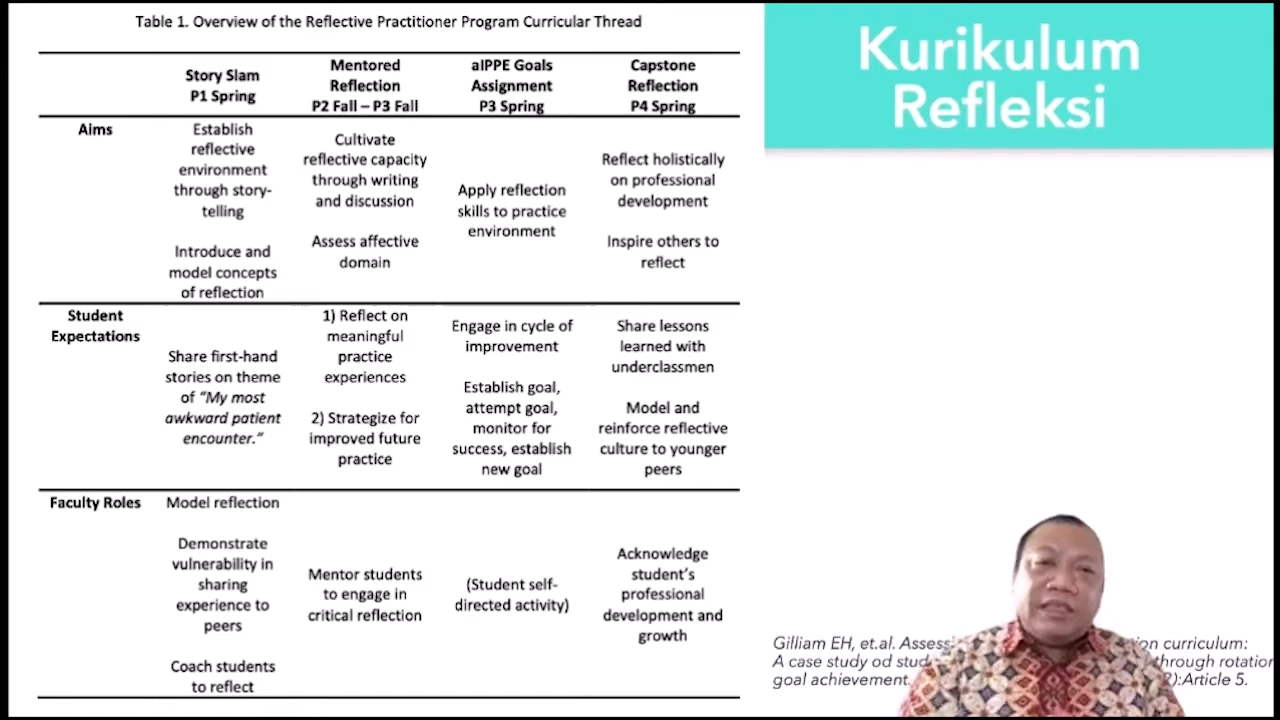 Table 1. Overview of the Reflective Practitioner Program Curricular Thread
Story Slam
P1 Spring
Mentored
Reflection
P2 Fall – P3 Fall
aIPPE Goals
Assignment
P3 Spring
Capstone
Reflection
P4 Spring
Aims
Establish
reflective
environment
through story-
telling
Introduce and
model concepts
of reflection
Cultivate
reflective capacity
through writing
and discussion
Assess affective
domain
Apply reflection
skills to practice
environment
Reflect holistically
on professional
development
Inspire others to
reflect
Student
Expectations
Share first-hand
stories on theme
of “My most
awkward patient
encounter.”
1) Reflect on
meaningful
practice
experiences
2) Strategize for
improved future
practice
Engage in cycle of
improvement
Establish goal,
attempt goal,
monitor for
success, establish
new goal
Share lessons
learned with
underclassmen
Model and
reinforce reflective
culture to younger
peers
Faculty Roles
Model reflection
Demonstrate
vulnerability in
sharing
experience to
peers
Coach students
to reflect
Mentor students
to engage in
critical reflection
(Student self-
directed activity)
Acknowledge
student’s
professional
development and
growth
Kurikulum
Refleksi
Gilliam EH, et.al. curriculum:
A case study od through
goal achievement. :Article 5.